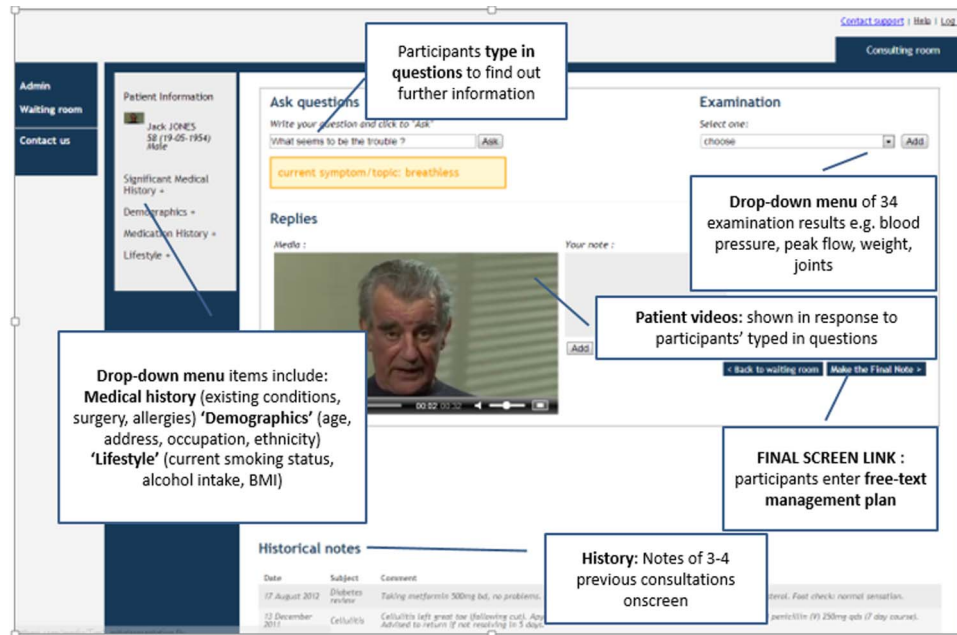 Contact support | Help | Log
Consulting room
Admin
Waiting room
Contact us
Patient Information
Jack JONES
58 (19-05-1954)
Male
Significant Medical
History +
Demographics +
Medication History +
Lifestyle +
Participants type in
questions to find out
further information
Ask questions
Write your question and click to "Ask"
What seems to be the trouble ?
Ask
current symptom/topic: breathless
Examination
Select one:
choose
Add
Drop-down menu of 34
examination results e.g. blood
pressure, peak flow, weight,
joints
Replies
Media :
Your note :
Patient videos: shown in response to
participants' typed in questions
Add
00:02 00:32
< Back to waiting room
Make the Final Note >
Drop-down menu items include:
Medical history (existing conditions,
surgery, allergies) ‘Demographics’ (age,
address, occupation, ethnicity)
‘Lifestyle’ (current smoking status,
alcohol intake, BMI)
FINAL SCREEN LINK :
participants enter free-text
management plan
Historical notes
History: Notes of 3-4
previous consultations
onscreen
Date Subject Comment
17 August 2012 Diabetes review Taking metformin 500mg bd, no problems. Foot check: normal sensation.
Cellulitis Cellulitis left great toe (following cut). penicillin (V) 250mg qds (7 day course).
December 2011 Advised to return if not resolving in 5 days.